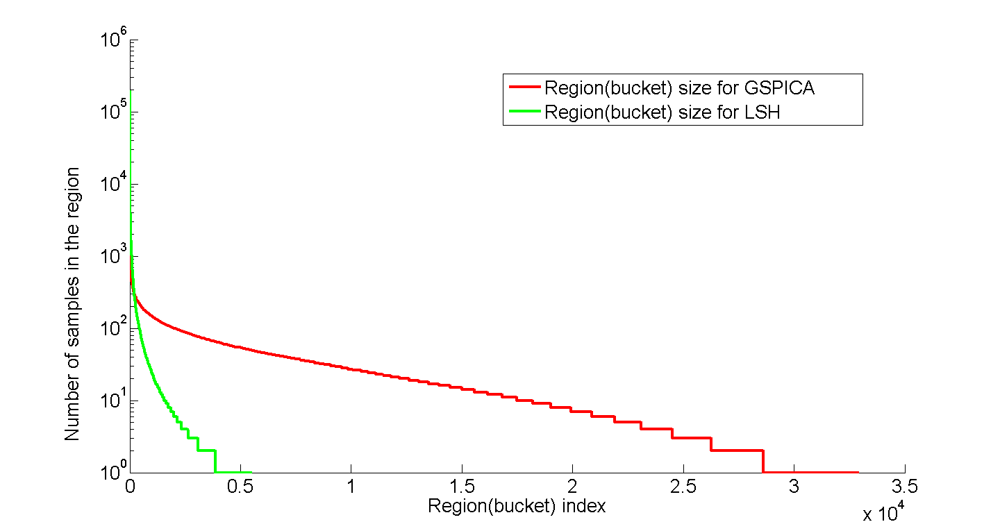 10^6
Region(bucket) size for GSPICA
Region(bucket) size for LSH
10^5
10^4
10^3
10^2
10^1
10^0
Number of samples in the region
0 0.5 1 1.5 2 2.5 3 3.5
Region(bucket) index
x 10^4